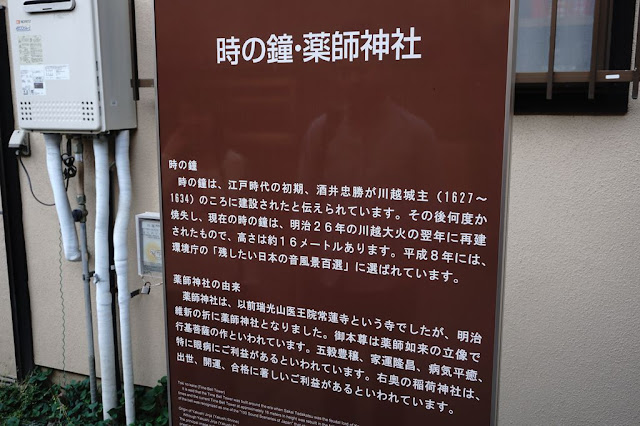 時の鐘・薬師神社
時の鐘
時の鐘は、江戸時代の初期、酒井忠勝が川越城主（1627～
1634）のころに建設されたと伝えられています。その後何度か
焼失し、現在の時の鐘は、明治２６年の川越大火の翌年に再建
されたもので、高さは約１６メートルあります。平成８年には、
環境庁の「残したい日本の音風景百選」に選ばれています。
薬師神社の由来
薬師神社は、以前瑞光山医王院常蓮寺という寺でしたが、明治
維新の折に薬師神社となりました。御本尊は薬師如来の立像で
行基菩薩の作といわれています。五穀豊穣、家運隆昌、病気平癒、
特に眼病にご利益があるといわれています。右奥の稲荷神社は、
出世、開運、合格に著しいご利益があるといわれています。